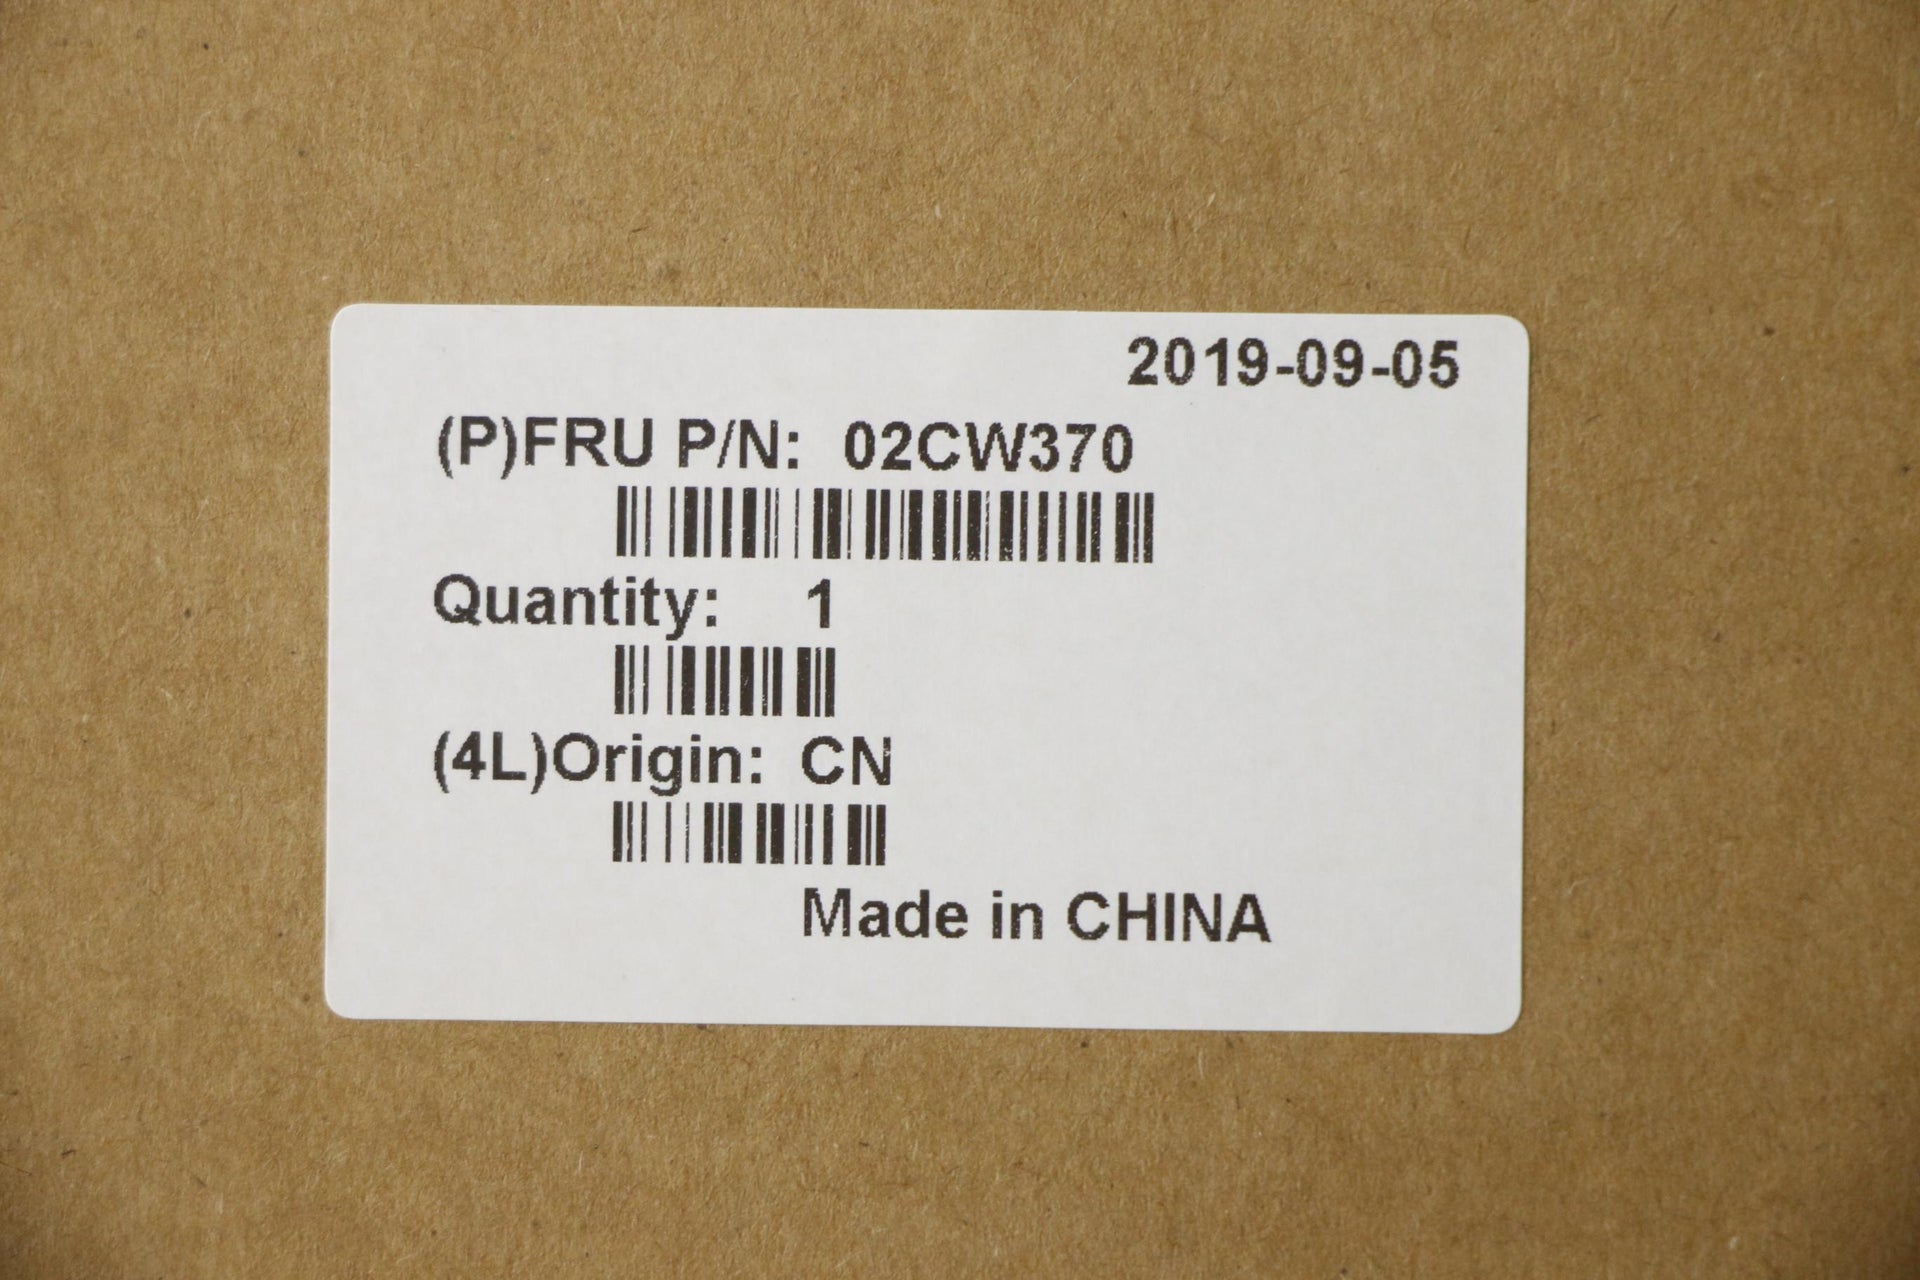 2019-09-05
(P)FRU P/N: 02CW370
Quantity: 1
(4L)Origin: CN
Made in CHINA